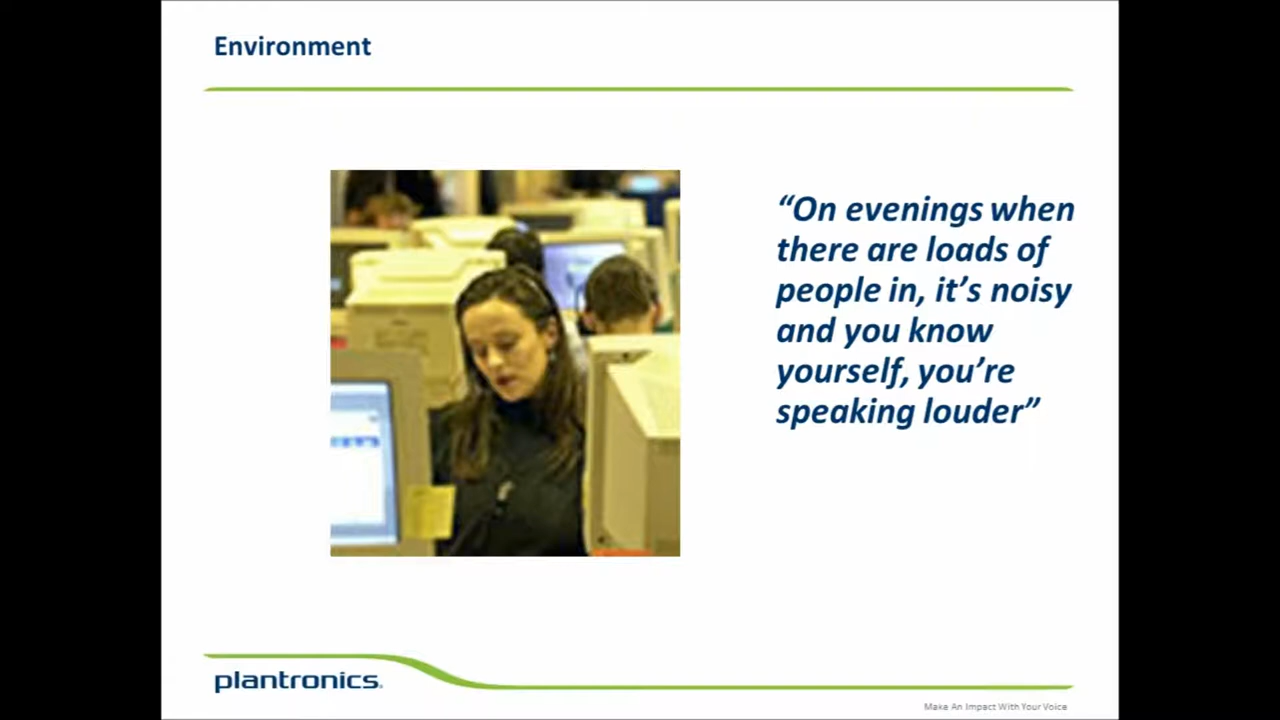 Environment
“On evenings when
there are loads of
people in, it’s noisy
and you know
yourself, you’re
speaking louder”
plantronics.
Make An Impact With Your Voice